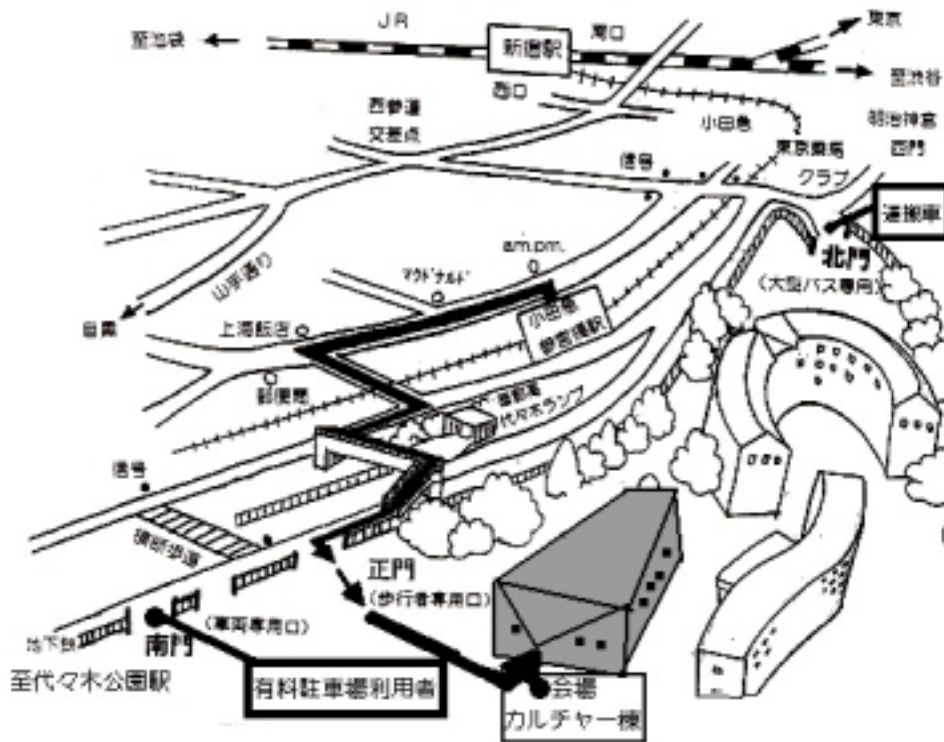 JR
南口
東京
至池袋
新宿駅
至渋谷
西口
西参道
交差点
小田急
明治神宮
西門
信号
東京乗馬
クラブ
運搬車
am.pm.
北門
(大型バス専用)
マクドナルド
山手通り
目黒
上海飯店
小田急
参宮橋駅
郵便局
代々木ランプ
信号
横断歩道
正門
(歩行者専用口)
(車両専用口)
南門
地下鉄
至代々木公園駅
有料駐車場利用者
会場
カルチャー棟